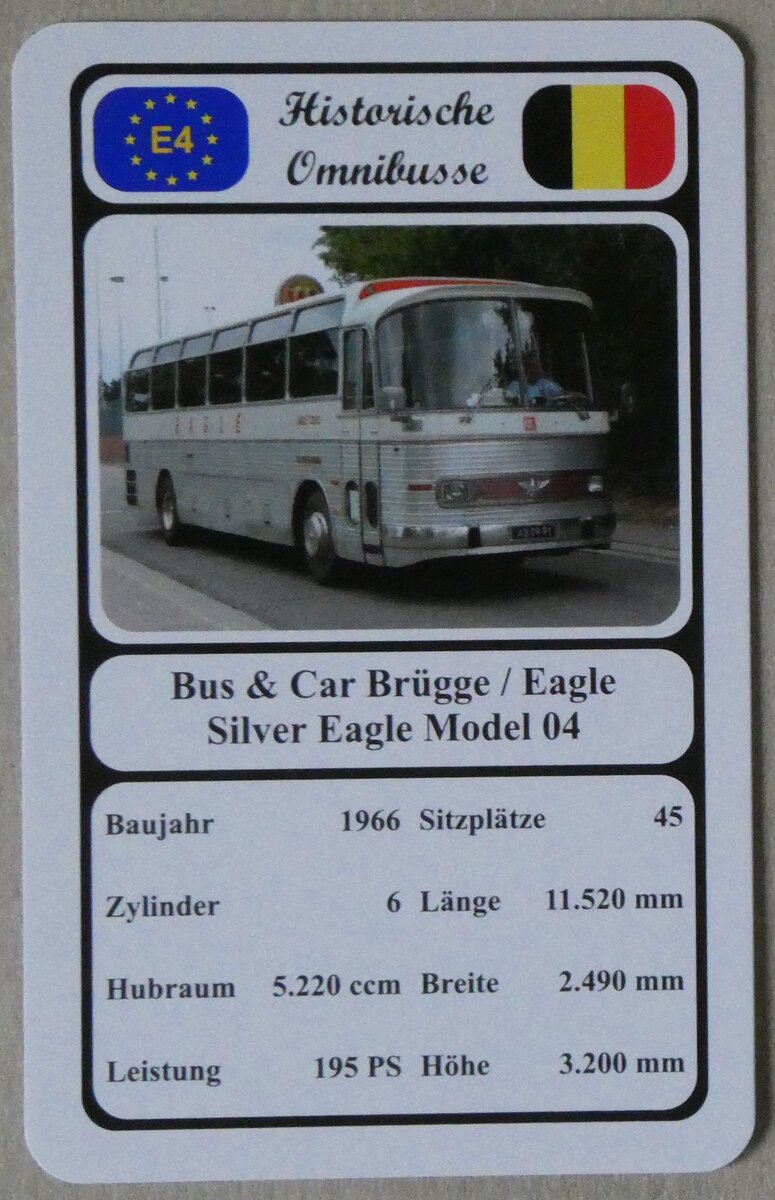 E4
Historische
Omnibusse
EAGLE
Bus & Car Brügge / Eagle
Silver Eagle Model 04
Baujahr 1966 Sitzplätze 45
Zylinder 6 Länge 11.520 mm
Hubraum 5.220 ccm Breite 2.490 mm
Leistung 195 PS Höhe 3.200 mm